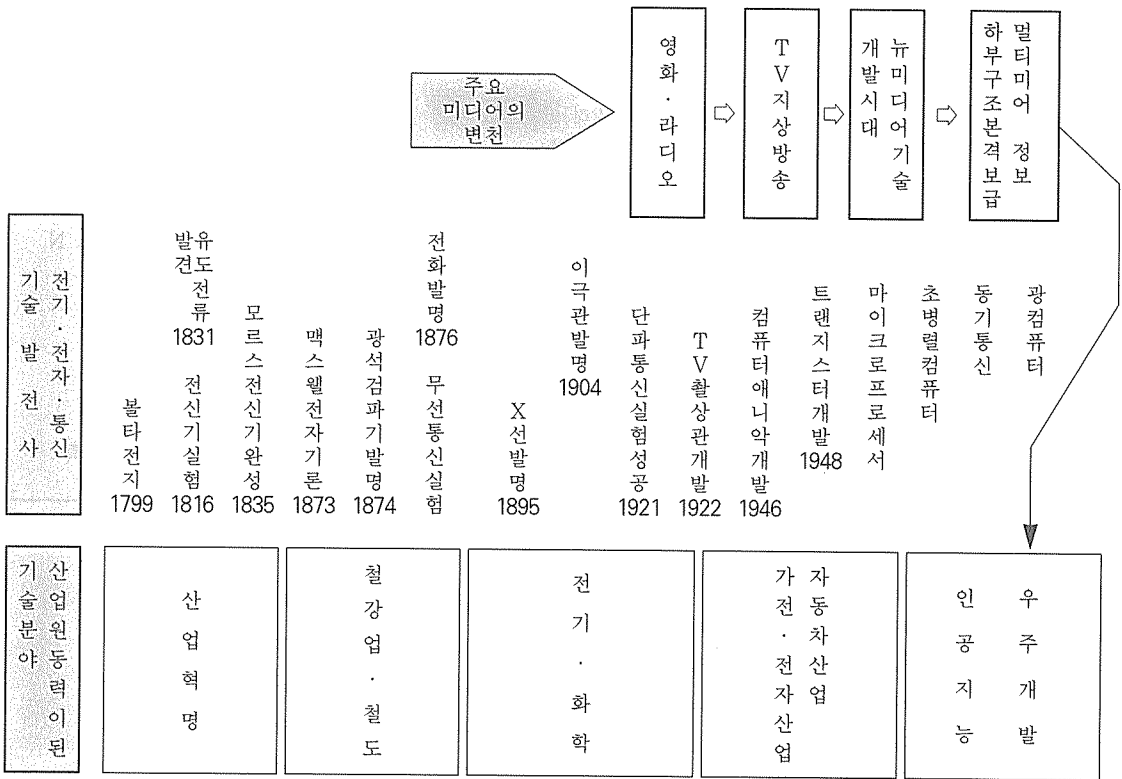 주요
미디어의
변천
영화·라디오
TV지상방송
뉴미디어기술
개발시대
멀티미어 정보
하부구조본격보급
전기·전자·통신
기술 발전사
볼타전지
1799
유도전류
발견
1831
전신기실험
1816
모르스전신기완성
1835
맥스웰전자기론
1873
광석검파기발명
1874
전화발명
1876
무선통신실험
X선발명
1895
이극관발명
1904
단파통신실험성공
1921
TV촬상관개발
1922
컴퓨터애니악개발
1946
트랜지스터개발
1948
마이크로프로세서
초병렬컴퓨터
동기통신
광컴퓨터
산업원동력이된
기술분야
산업혁명
철강업·철도
전기·화학
자동차산업
가전·전자산업
우주개발
인공지능